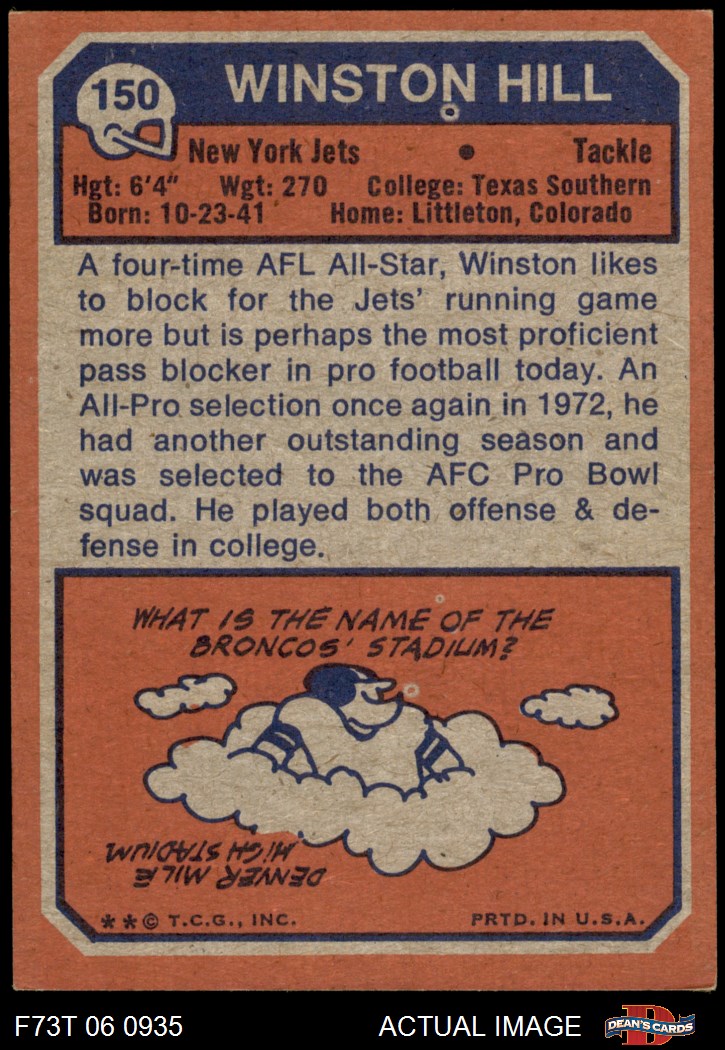 150
WINSTON HILL
New York Jets • Tackle
Hgt: 6'4" Wgt: 270 College: Texas Southern
Born: 10-23-41 Home: Littleton, Colorado
A four-time AFL All-Star, Winston likes
to block for the Jets' running game
more but is perhaps the most proficient
pass blocker in pro football today. An
All-Pro selection once again in 1972, he
had another outstanding season and
was selected to the AFC Pro Bowl
squad. He played both offense & de-
fense in college.
WHAT IS THE NAME OF THE
BRONCOS' STADIUM?
DENVER MILE
HIGH STADIUM
**© T.C.G., INC. PRTD. IN U.S.A.
F73T 06 0935 ACTUAL IMAGE
D
DEAN'S CARDS